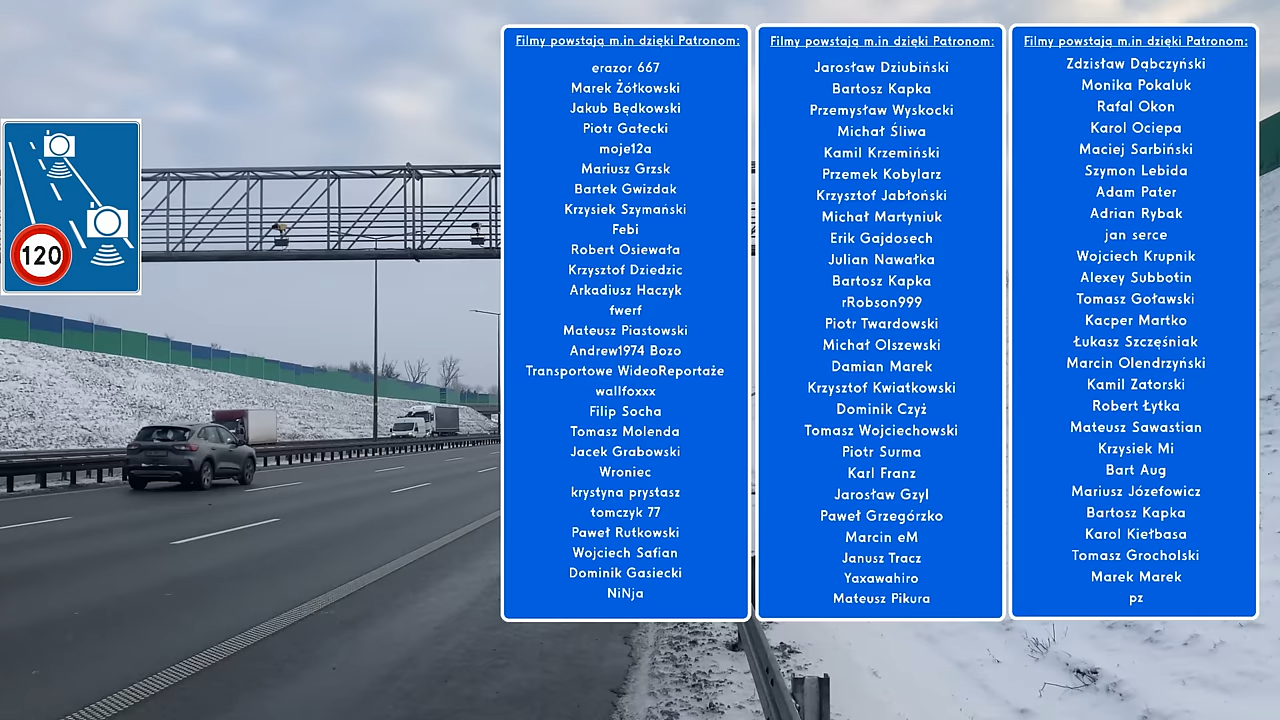 120
Filmy powstają m.in dzięki Patronom:
erazor 667
Marek Żółkowski
Jakub Będkowski
Piotr Gałecki
moje12a
Mariusz Grzsk
Bartek Gwizdak
Krzysiek Szymański
Febi
Robert Osiewała
Krzysztof Dziedzic
Arkadiusz Haczyk
fwerf
Mateusz Piastowski
Andrew1974 Bozo
Transportowe WideoReportaże
wallfoxxx
Filip Socha
Tomasz Molenda
Jacek Grabowski
Wroniec
krystyna prystasz
tomczyk 77
Paweł Rutkowski
Wojciech Safian
Dominik Gasiecki
NiNja
Filmy powstają m.in dzięki Patronom:
Jarosław Dziubiński
Bartosz Kapka
Przemysław Wyskocki
Michał Śliwa
Kamil Krzemiński
Przemek Kobylarz
Krzysztof Jabłoński
Michał Martyniuk
Erik Gajdosech
Julian Nawałka
Bartosz Kapka
rRobson999
Piotr Twardowski
Michał Olszewski
Damian Marek
Krzysztof Kwiatkowski
Dominik Czyż
Tomasz Wojciechowski
Piotr Surma
Karl Franz
Jarosław Gzyl
Paweł Grzegórzko
Marcin eM
Janusz Tracz
Yaxawahiro
Mateusz Pikura
Filmy powstają m.in dzięki Patronom:
Zdzisław Dąbczyński
Monika Pokaluk
Rafal Okon
Karol Ociepa
Maciej Sarbiński
Szymon Lebida
Adam Pater
Adrian Rybak
jan serce
Wojciech Krupnik
Alexey Subbotin
Tomasz Goławski
Kacper Martko
Łukasz Szczęśniak
Marcin Olendrzyński
Kamil Zatorski
Robert Łytka
Mateusz Sawastian
Krzysiek Mi
Bart Aug
Mariusz Józefowicz
Bartosz Kapka
Karol Kiełbasa
Tomasz Grocholski
Marek Marek
pz